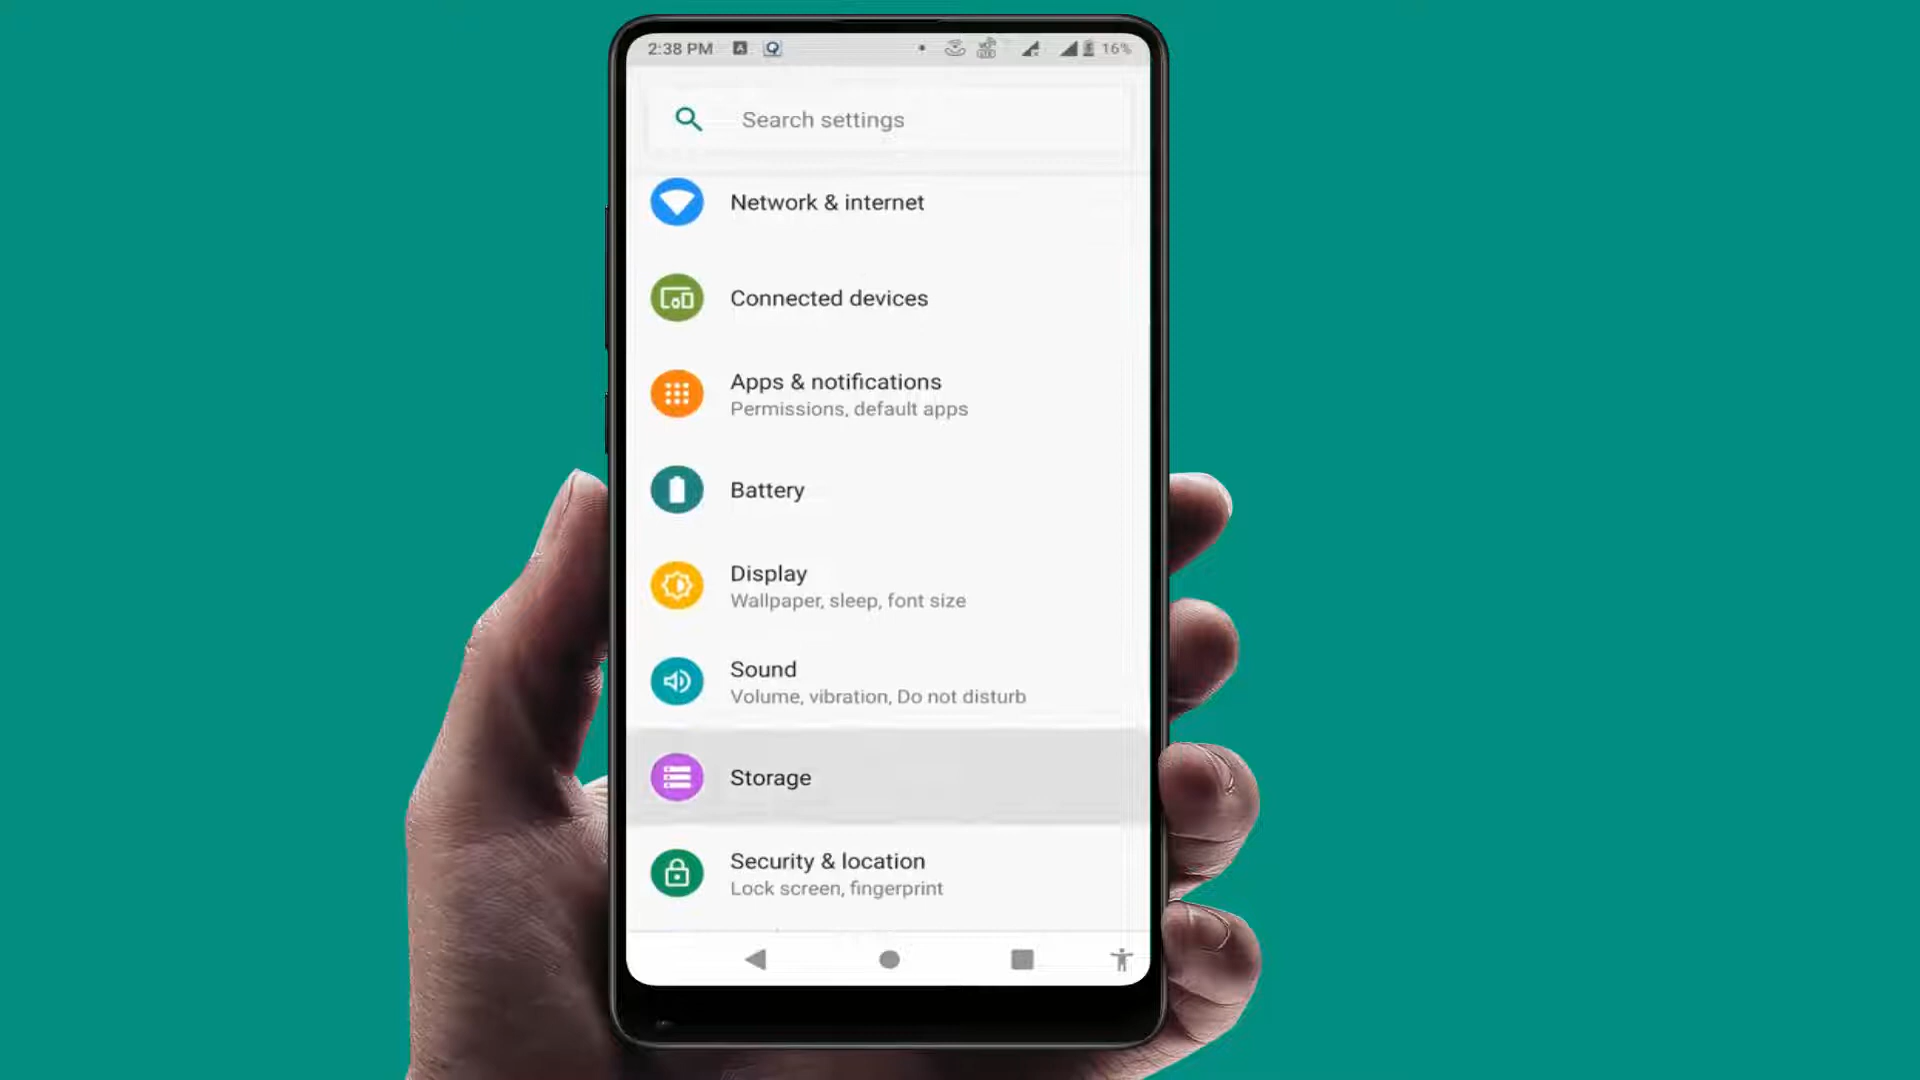 2:38 PM
16%
Search settings
Network & internet
Connected devices
Apps & notifications
Permissions, default apps
Battery
Display
Wallpaper, sleep, font size
Sound
Volume, vibration, Do not disturb
Storage
Security & location
Lock screen, fingerprint